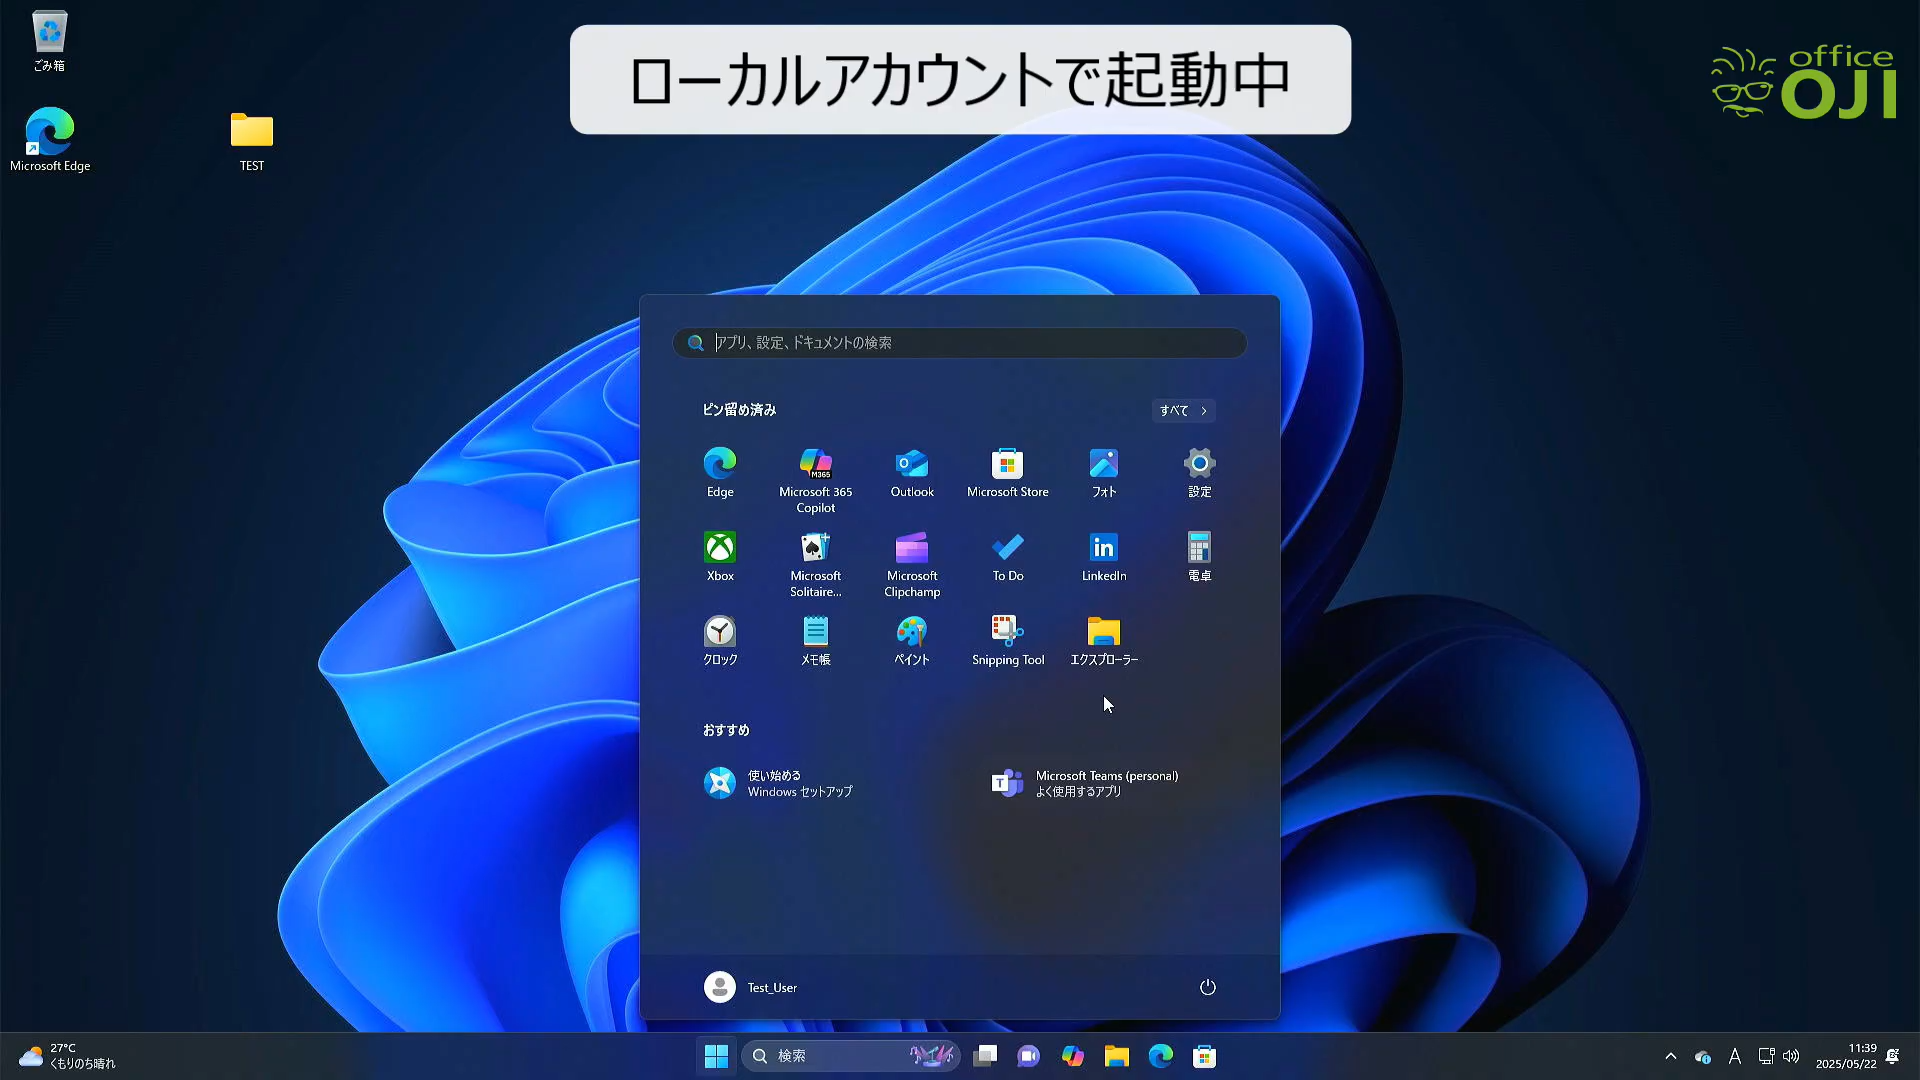 ローカルアカウントで起動中
office
OJI
ごみ箱
Microsoft Edge
TEST
アプリ、設定、ドキュメントの検索
ピン留め済み
すべて
Edge
Microsoft 365
Copilot
M365
Outlook
Microsoft Store
フォト
設定
Xbox
Microsoft
Solitaire...
Microsoft
Clipchamp
To Do
LinkedIn
電卓
クロック
メモ帳
ペイント
Snipping Tool
エクスプローラー
おすすめ
使い始める
Windows セットアップ
Microsoft Teams (personal)
よく使用するアプリ
Test_User
27°C
くもりのち晴れ
検索
A
11:39
2025/05/22